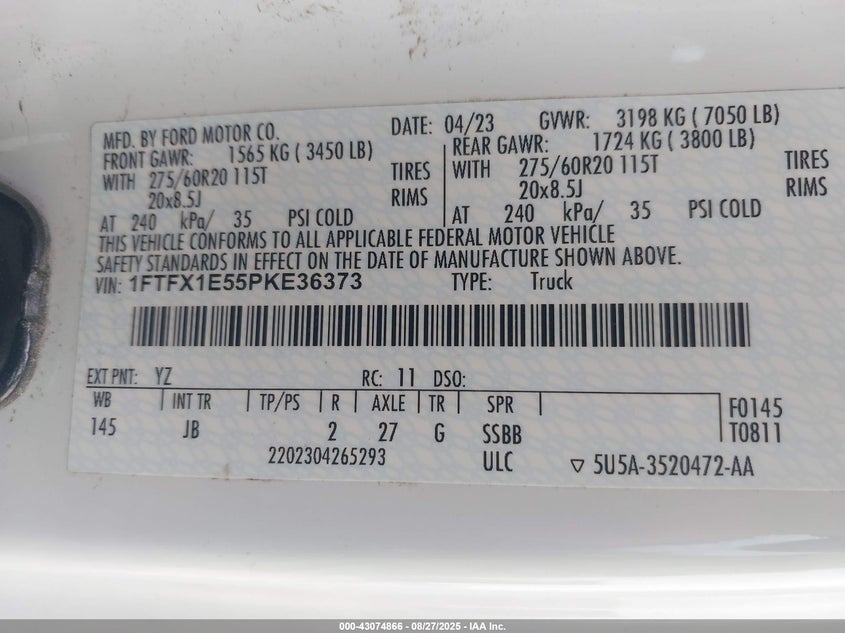 MFD. BY FORD MOTOR CO. DATE: 04/23 GVWR: 3198 KG ( 7050 LB)
FRONT GAWR: 1565 KG ( 3450 LB) REAR GAWR: 1724 KG ( 3800 LB)
WITH 275/60R20 115T TIRES WITH 275/60R20 115T TIRES
20x8.5J RIMS 20x8.5J RIMS
AT 240 kPa/ 35 PSI COLD AT 240 kPa/ 35 PSI COLD
THIS VEHICLE CONFORMS TO ALL APPLICABLE FEDERAL MOTOR VEHICLE
SAFETY STANDARDS IN EFFECT ON THE DATE OF MANUFACTURE SHOWN ABOVE.
VIN: 1FTFX1E55PKE36373 TYPE: Truck
EXT PNT: YZ RC: 11 DSO:
WB | INT TR | TP/PS | R | AXLE | TR | SPR F0145
145 JB 2 27 G SSBB T0811
2202304265293 ULC ▽ 5U5A-3520472-AA
000-43074866 | 08/27/2025 - IAA Inc.